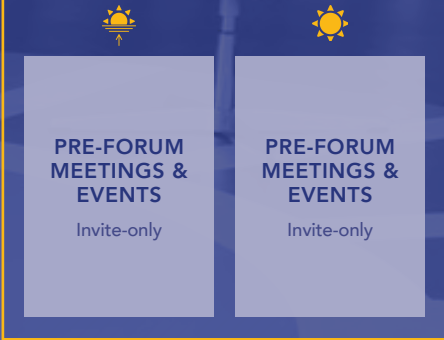 PRE-FORUM
MEETINGS &
EVENTS
Invite-only
PRE-FORUM
MEETINGS &
EVENTS
Invite-only